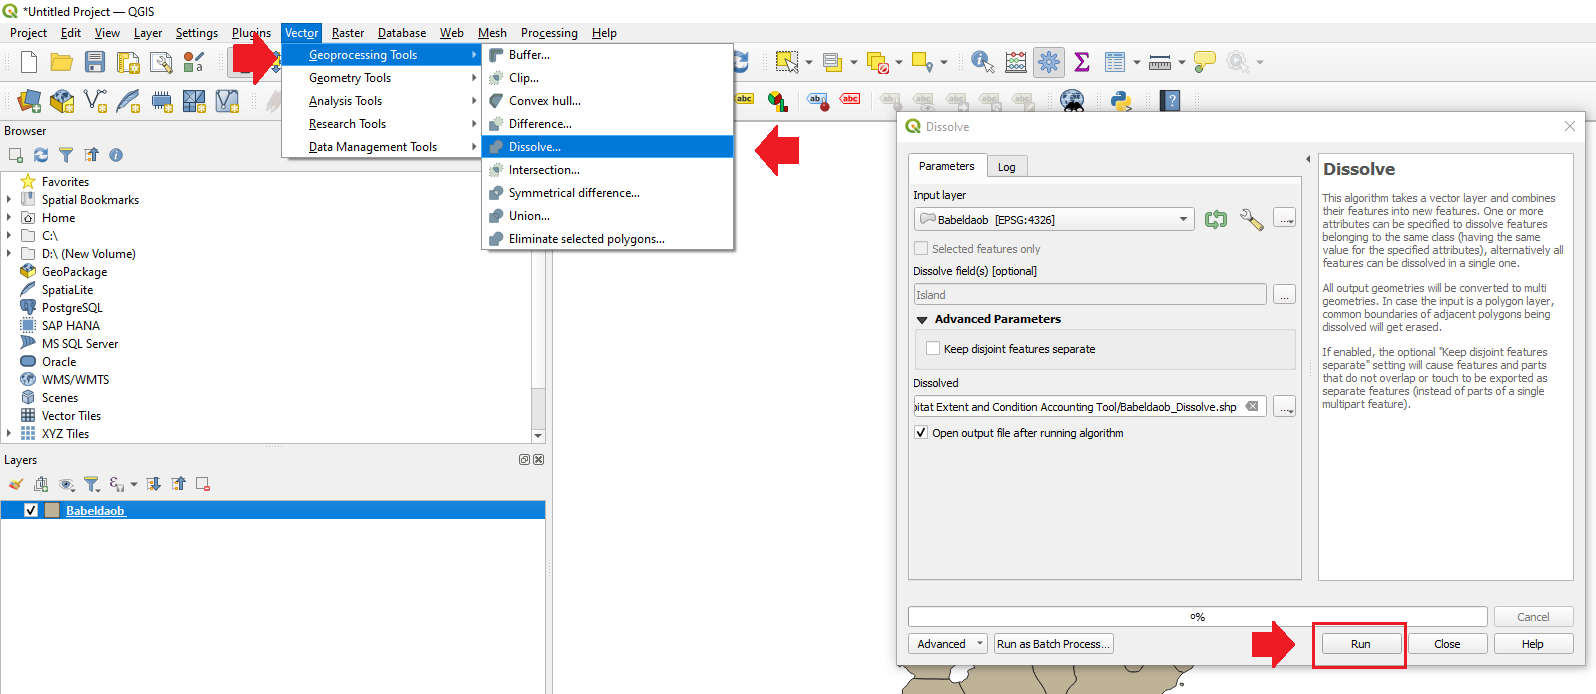 *Untitled Project — QGIS
Project Edit View Layer Settings Plugins Vector Raster Database Web Mesh Processing Help
Geoprocessing Tools
Geometry Tools
Analysis Tools
Research Tools
Data Management Tools
Buffer...
Clip...
Convex hull...
Difference...
Dissolve...
Intersection...
Symmetrical difference...
Union...
Eliminate selected polygons...
abc
ab
abc
Browser
Favorites
Spatial Bookmarks
Home
C:\
D:\ (New Volume)
GeoPackage
SpatiaLite
PostgreSQL
SAP HANA
MS SQL Server
Oracle
WMS/WMTS
Scenes
Vector Tiles
XYZ Tiles
Layers
Babeldaob
Dissolve
Parameters Log
Input layer
Babeldaob [EPSG:4326]
Selected features only
Dissolve field(s) [optional]
Island
...
Advanced Parameters
Keep disjoint features separate
Dissolved
oitat Extent and Condition Accounting Tool/Babeldaob_Dissolve.shp
Open output file after running algorithm
Dissolve
This algorithm takes a vector layer and combines
their features into new features. One or more
attributes can be specified to dissolve features
belonging to the same class (having the same
value for the specified attributes), alternatively all
features can be dissolved in a single one.
All output geometries will be converted to multi
geometries. In case the input is a polygon layer,
common boundaries of adjacent polygons being
dissolved will get erased.
If enabled, the optional "Keep disjoint features
separate" setting will cause features and parts
that do not overlap or touch to be exported as
separate features (instead of parts of a single
multipart feature).
0%
Cancel
Advanced Run as Batch Process... Run Close Help